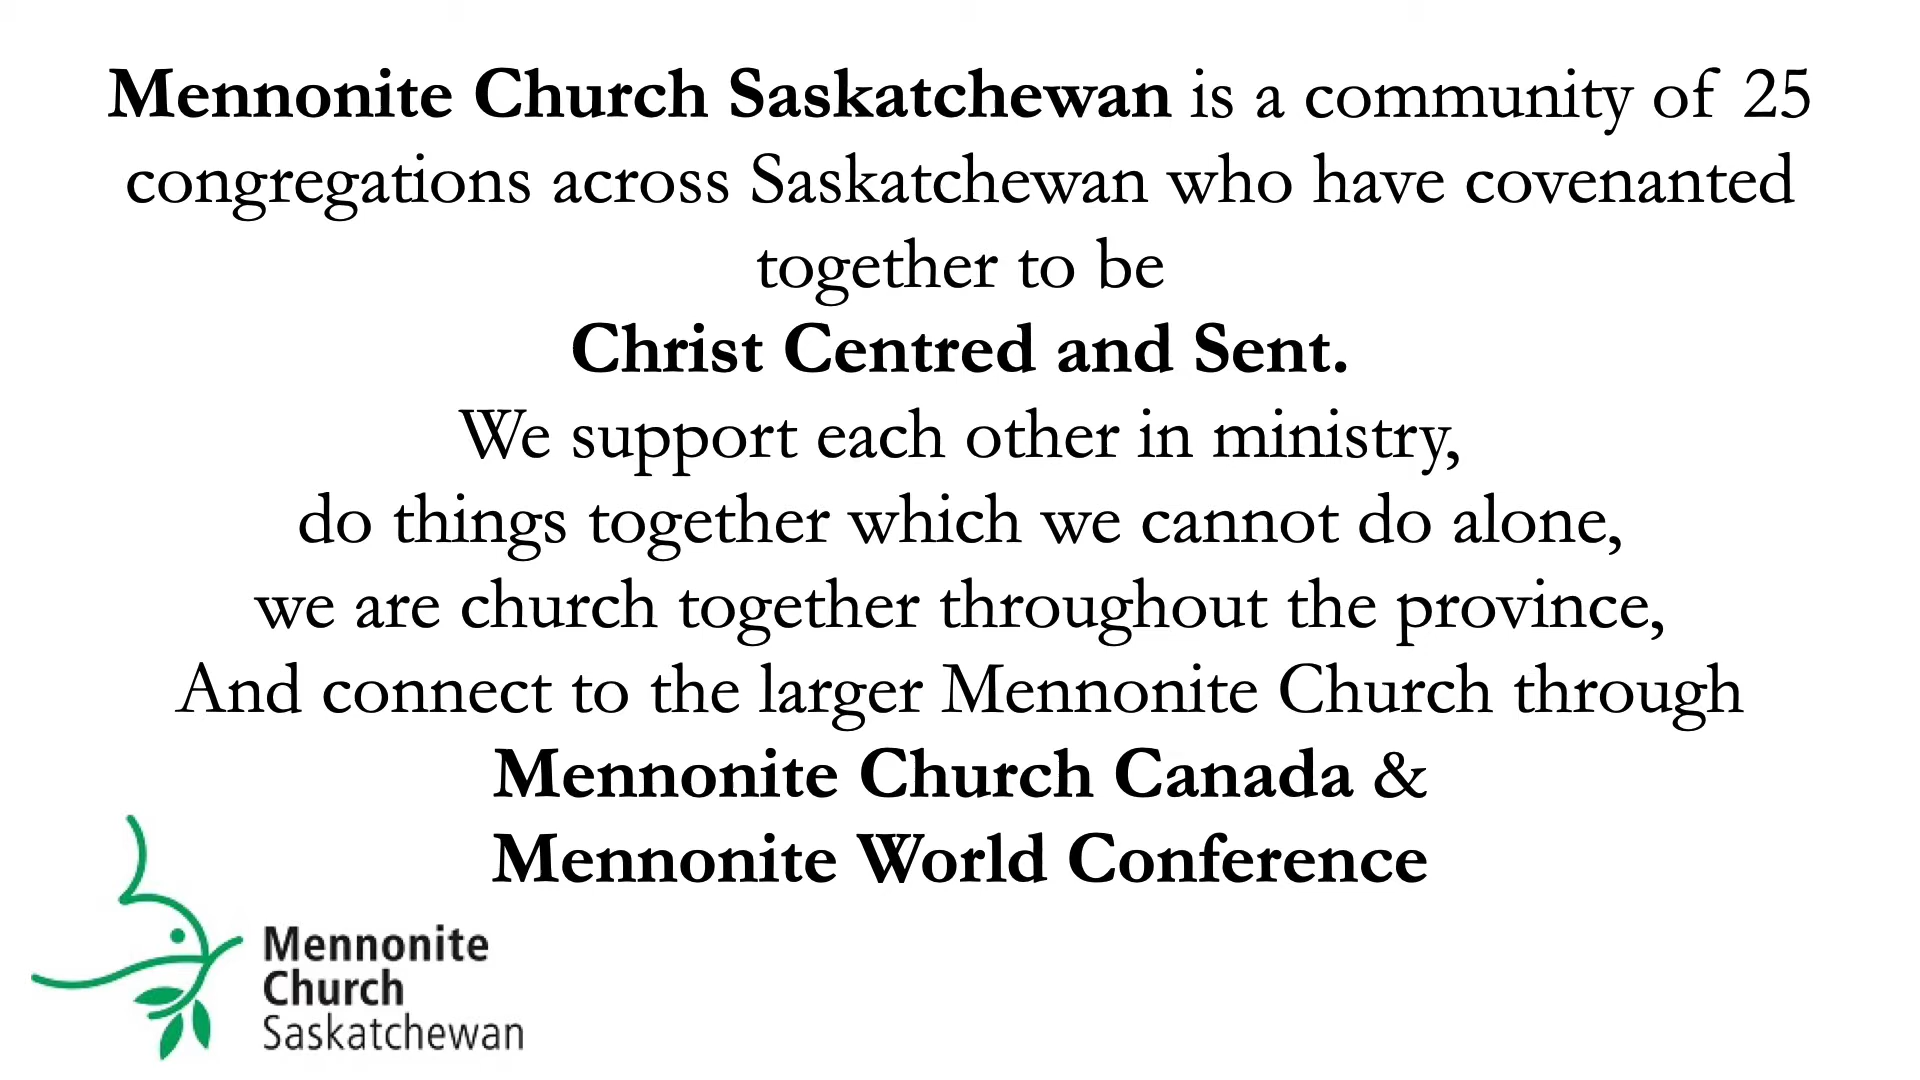 Mennonite Church Saskatchewan is a community of 25
congregations across Saskatchewan who have covenanted
together to be
Christ Centred and Sent.
We support each other in ministry,
do things together which we cannot do alone,
we are church together throughout the province,
And connect to the larger Mennonite Church through
Mennonite Church Canada &
Mennonite World Conference
Mennonite
Church
Saskatchewan